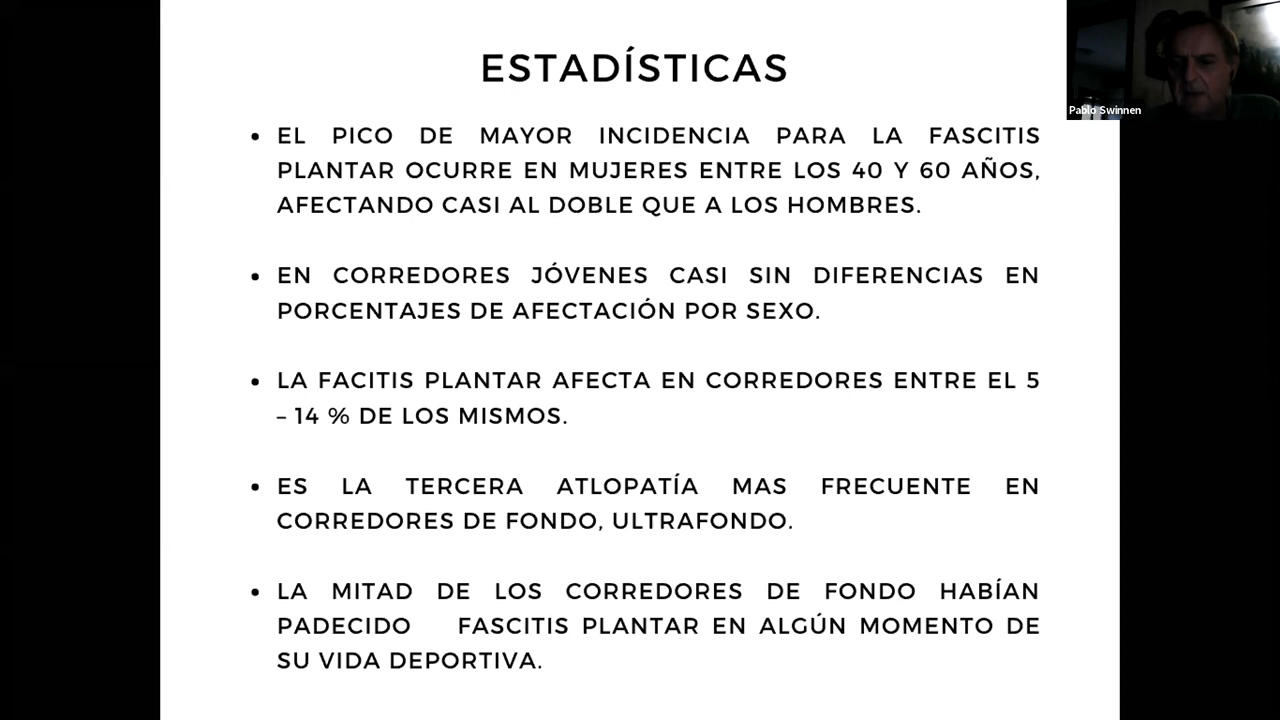 ESTADÍSTICAS
• EL PICO DE MAYOR INCIDENCIA PARA LA FASCITIS
PLANTAR OCURRE EN MUJERES ENTRE LOS 40 Y 60 AÑOS,
AFECTANDO CASI AL DOBLE QUE A LOS HOMBRES.
• EN CORREDORES JÓVENES CASI SIN DIFERENCIAS EN
PORCENTAJES DE AFECTACIÓN POR SEXO.
• LA FACITIS PLANTAR AFECTA EN CORREDORES ENTRE EL 5
– 14 % DE LOS MISMOS.
• ES LA TERCERA ATLOPATÍA MAS FRECUENTE EN
CORREDORES DE FONDO, ULTRAFONDO.
• LA MITAD DE LOS CORREDORES DE FONDO HABÍAN
PADECIDO FASCITIS PLANTAR EN ALGÚN MOMENTO DE
SU VIDA DEPORTIVA.
Pablo Swinnen